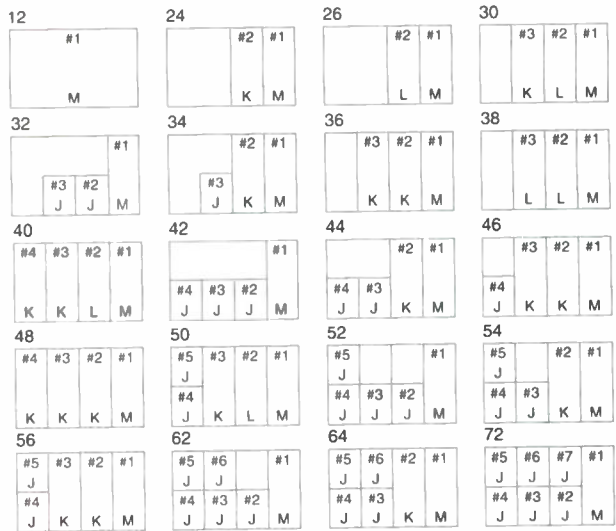 12 24 26 30
#1 #2 #1 #2 #1 #3 #2 #1
M K M L M K L M
32 34 36 38
#1 #2 #1 #3 #2 #1 #3 #2 #1
#3 #2 #3
J J M J K M K K M L L M
40 42 44 46
#4 #3 #2 #1 #1 #2 #1 #3 #2 #1
#4 #3 #2 #4 #3 #4
K K L M J J J M J J K M J K K M
48 50 52 54
#4 #3 #2 #1 #5 #3 #2 #1 #5 #1 #5 #2 #1
J J J
#4 #4 #3 #2 #4 #3
K K K M J K L M J J J M J J K M
56 62 64 72
#5 #3 #2 #1 #5 #6 #1 #5 #6 #2 #1 #5 #6 #7 #1
J J J J J J J J
#4 #4 #3 #2 #4 #3 #4 #3 #2
J K K M J J J M J J K M J J J M